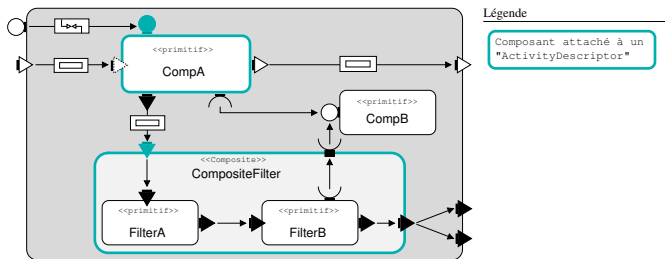 Légende
Composant attaché à un
"ActivityDescriptor"
<<primitif>>
CompA
<<primitif>>
CompB
<<Composite>>
CompositeFilter
<<primitif>>
FilterA
<<primitif>>
FilterB